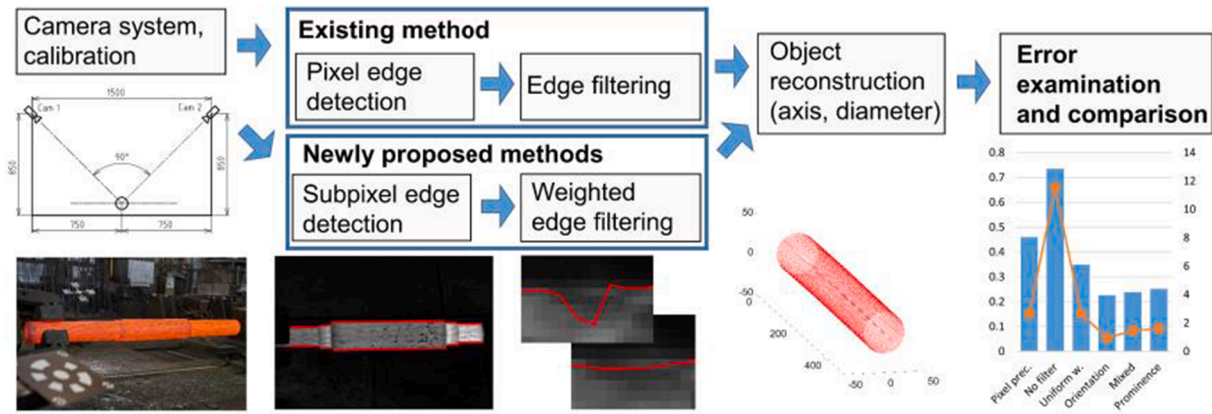 Camera system,
calibration
Existing method
Pixel edge
detection
Edge filtering
Newly proposed methods
Subpixel edge
detection
Weighted
edge filtering
Object
reconstruction
(axis, diameter)
Error
examination
and comparison
1500
Cam 1
Cam 2
90°
850
850
750
750
50
0
-50
0
200
400
-50
0
50
0.8
0.7
0.6
0.5
0.4
0.3
0.2
0.1
0
14
12
10
8
6
4
2
0
Pixel prec.
No filter
Uniform w.
Orientation
Mixed
Prominence